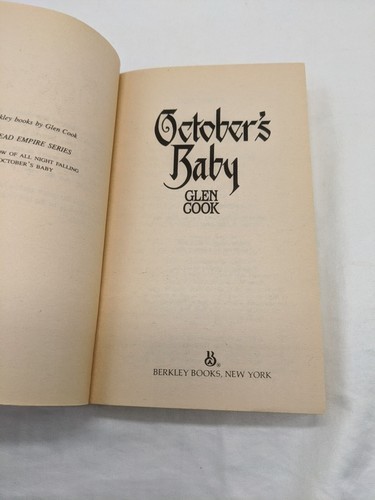 books by Glen Cook
EAD EMPIRE SERIES
OF ALL NIGHT FALLING
OCTOBER'S BABY
October's
Baby
GLEN
COOK
B
®
BERKLEY BOOKS, NEW YORK